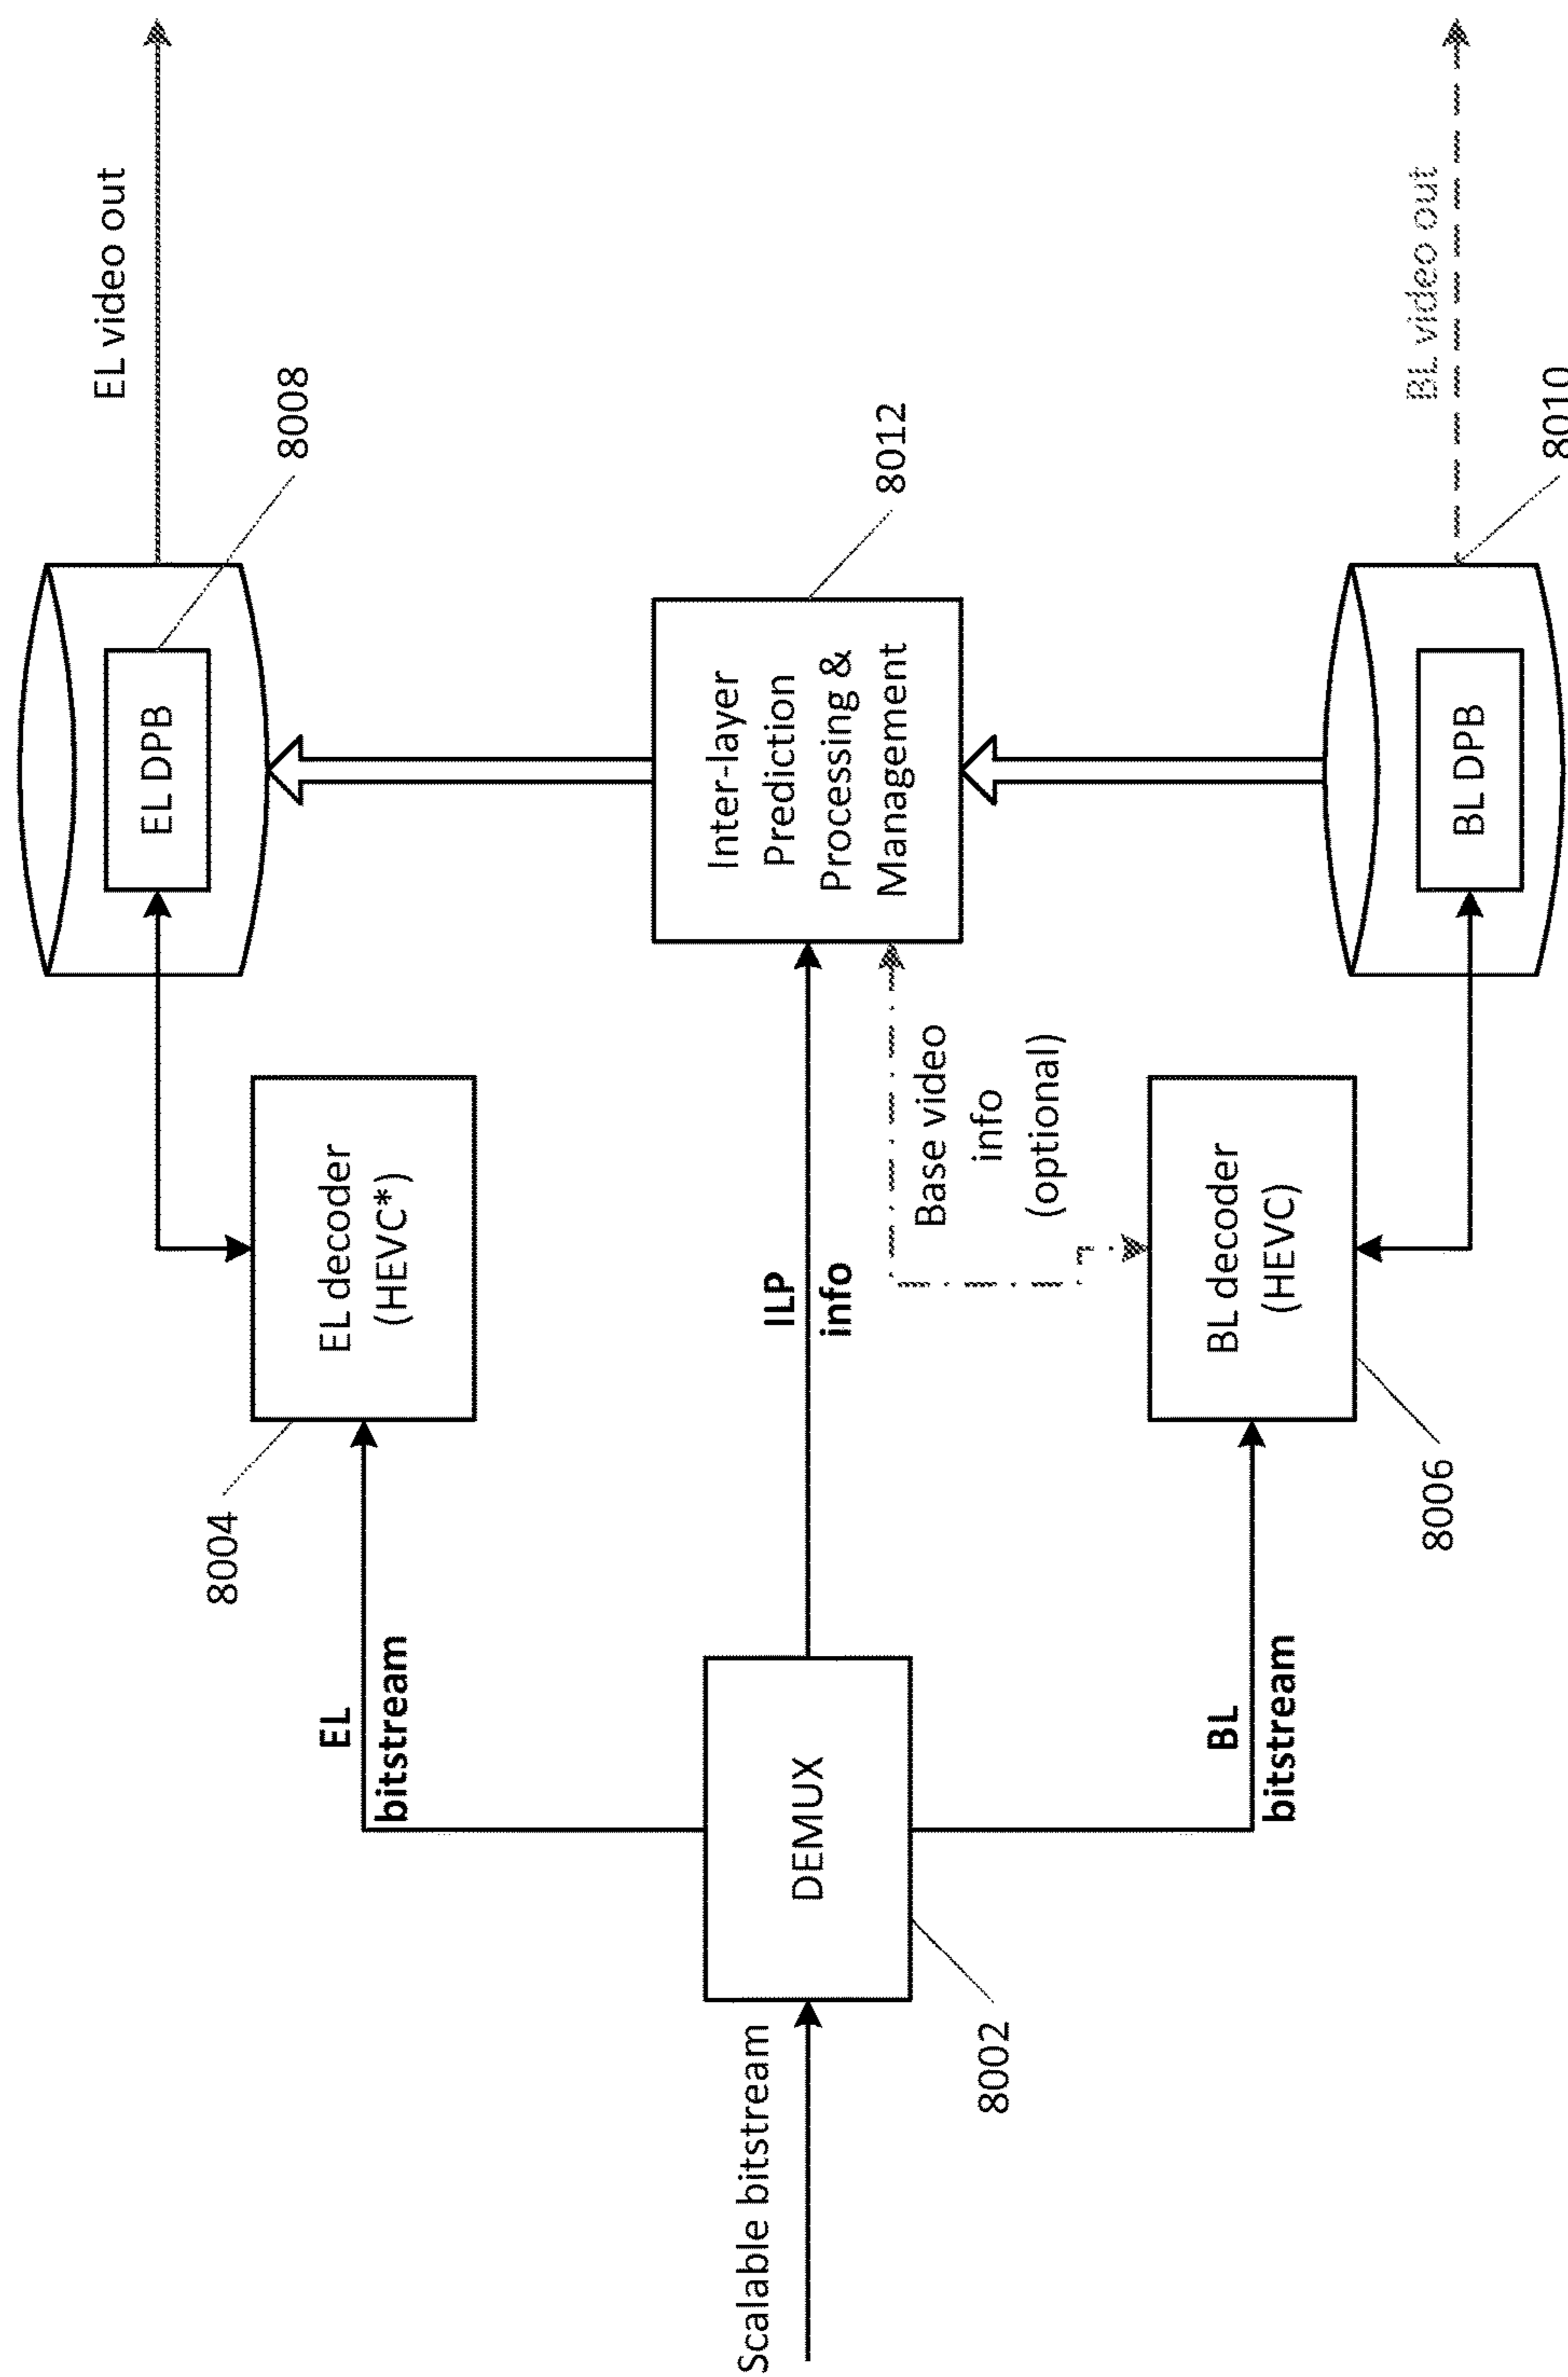 Scalable bitstream
DEMUX
8002
EL
bitstream
8004
EL decoder
(HEVC*)
EL DPB
8008
EL video out
ILP
info
Inter-layer
Prediction
Processing &
Management
8012
Base video
info
(optional)
BL
bitstream
BL decoder
(HEVC)
8006
BL DPB
8010
BL video out